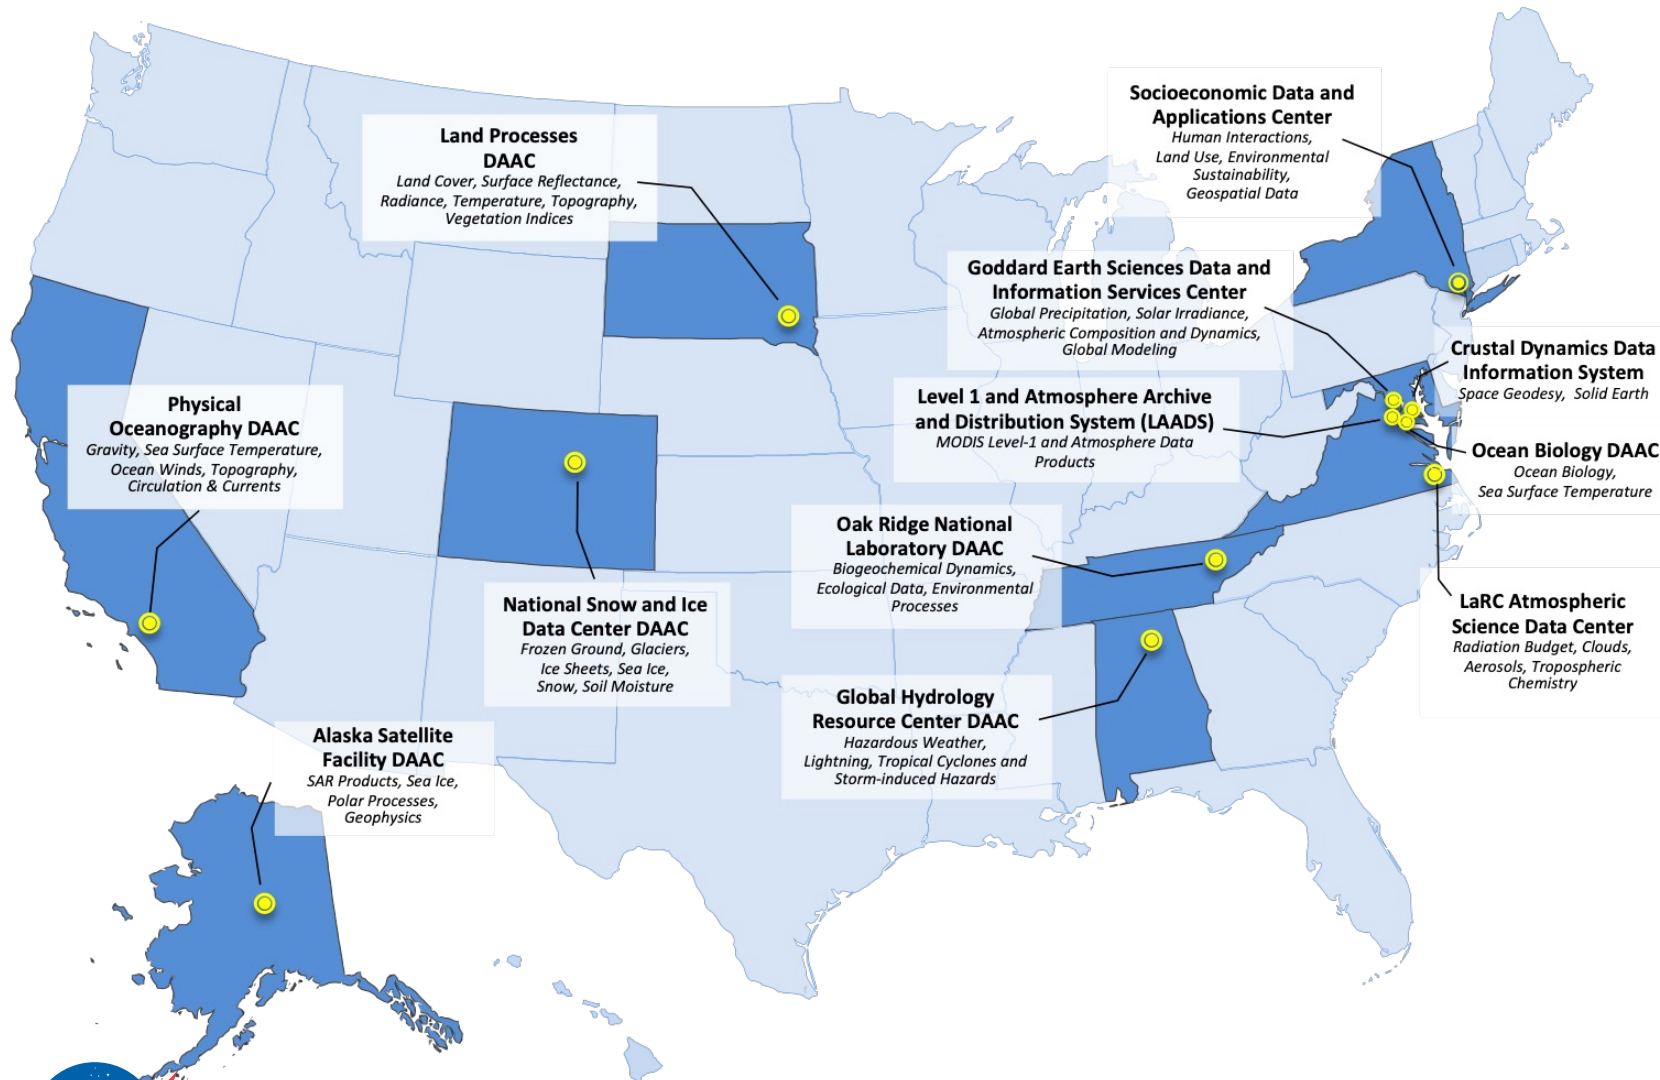 Socioeconomic Data and
Applications Center
Human Interactions,
Land Use, Environmental
Sustainability,
Geospatial Data
Land Processes
DAAC
Land Cover, Surface Reflectance,
Radiance, Temperature, Topography,
Vegetation Indices
Goddard Earth Sciences Data and
Information Services Center
Global Precipitation, Solar Irradiance,
Atmospheric Composition and Dynamics,
Global Modeling
Crustal Dynamics Data
Information System
Space Geodesy, Solid Earth
Level 1 and Atmosphere Archive
and Distribution System (LAADS)
MODIS Level-1 and Atmosphere Data
Products
Physical
Oceanography DAAC
Gravity, Sea Surface Temperature,
Ocean Winds, Topography,
Circulation & Currents
Ocean Biology DAAC
Ocean Biology,
Sea Surface Temperature
Oak Ridge National
Laboratory DAAC
Biogeochemical Dynamics,
Ecological Data, Environmental
Processes
National Snow and Ice
Data Center DAAC
Frozen Ground, Glaciers,
Ice Sheets, Sea Ice,
Snow, Soil Moisture
LaRC Atmospheric
Science Data Center
Radiation Budget, Clouds,
Aerosols, Tropospheric
Chemistry
Global Hydrology
Resource Center DAAC
Hazardous Weather,
Lightning, Tropical Cyclones and
Storm-induced Hazards
Alaska Satellite
Facility DAAC
SAR Products, Sea Ice,
Polar Processes,
Geophysics